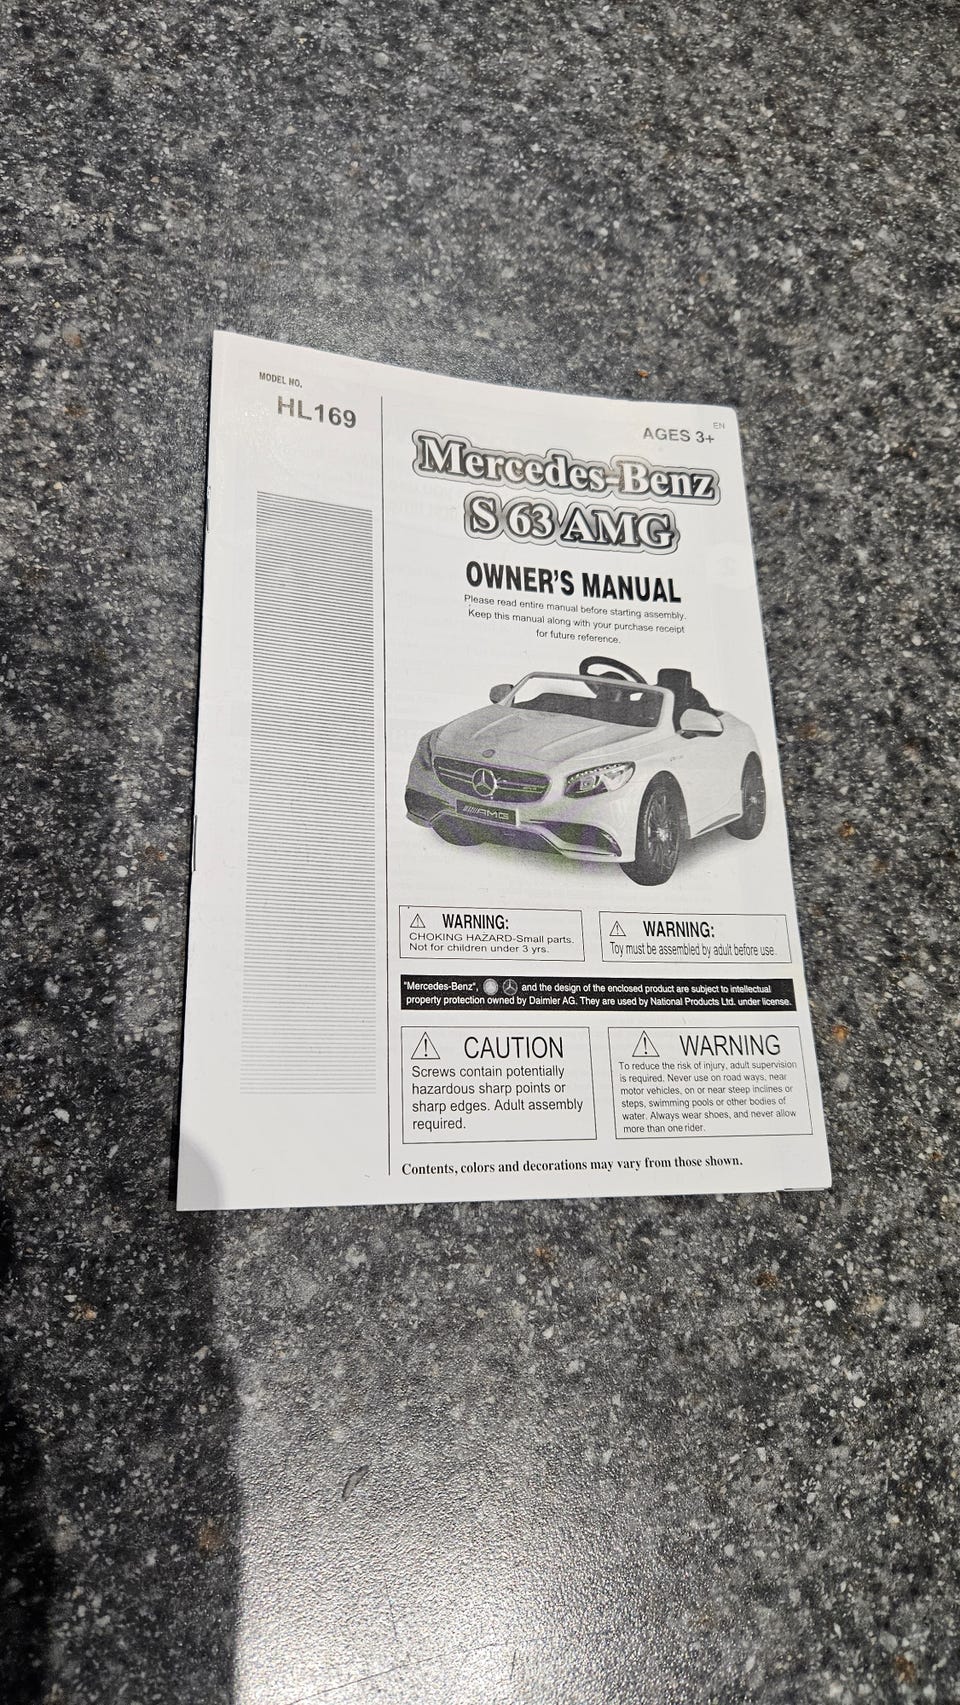 MODEL NO.
HL169
EN
AGES 3+
Mercedes-Benz
S 63 AMG
OWNER'S MANUAL
Please read entire manual before starting assembly.
Keep this manual along with your purchase receipt
for future reference.
AMG
WARNING:
CHOKING HAZARD-Small parts.
Not for children under 3 yrs.
WARNING:
Toy must be assembled by adult before use.
"Mercedes-Benz", and the design of the enclosed product are subject to intellectual
property protection owned by Daimler AG. They are used by National Products Ltd. under license.
CAUTION
Screws contain potentially
hazardous sharp points or
sharp edges. Adult assembly
required.
WARNING
To reduce the risk of injury, adult supervision
is required. Never use on road ways, near
motor vehicles, on or near steep inclines or
steps, swimming pools or other bodies of
water. Always wear shoes, and never allow
more than one rider.
Contents, colors and decorations may vary from those shown.